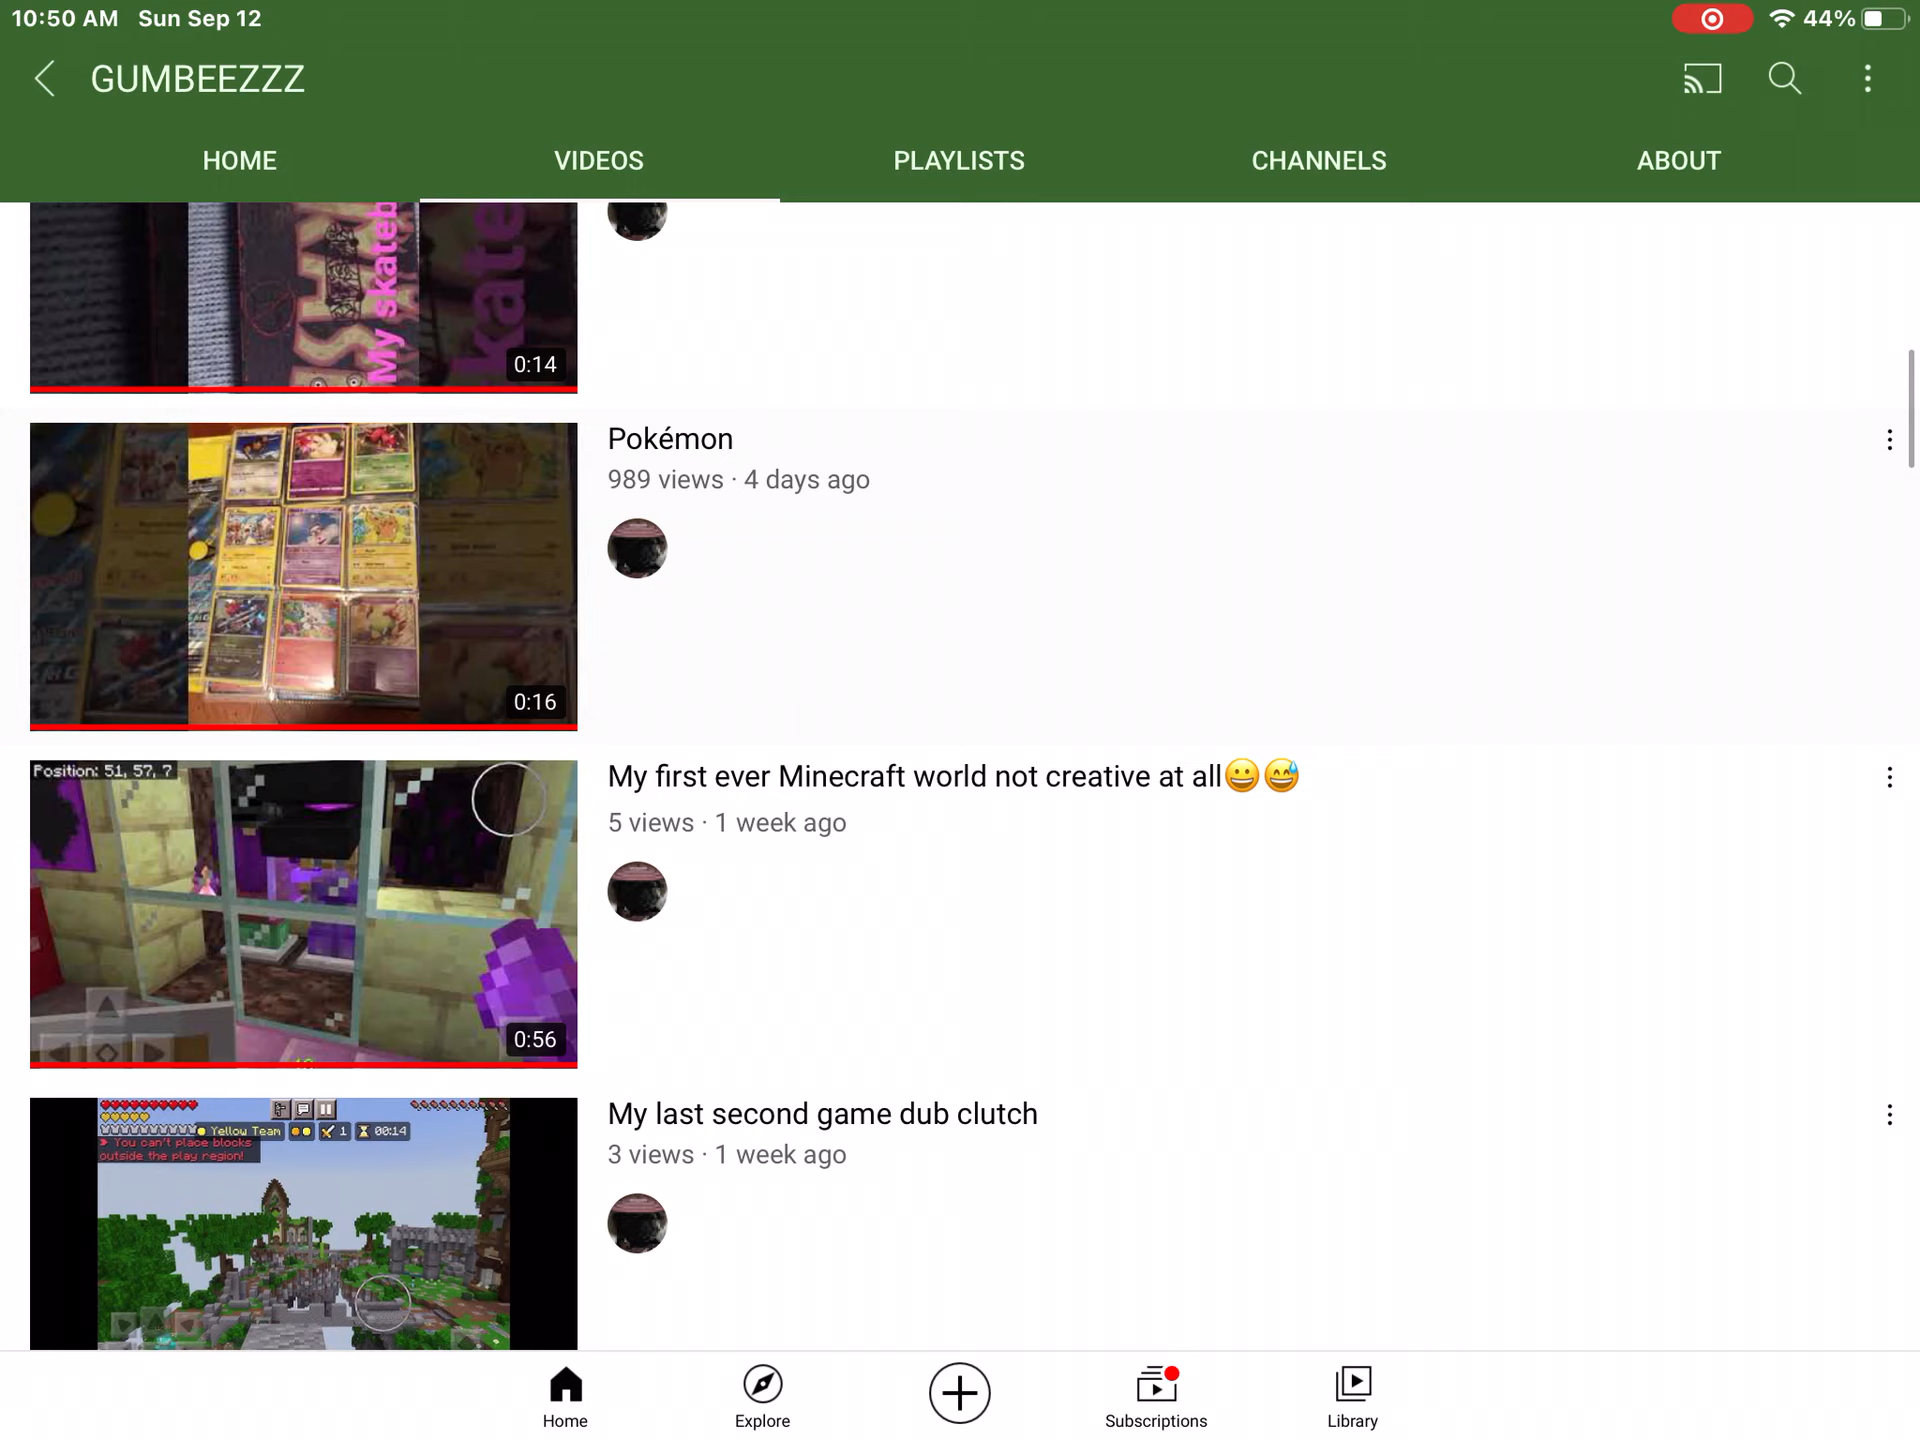 10:50 AM Sun Sep 12
44%
GUMBEEZZZ
HOME VIDEOS PLAYLISTS CHANNELS ABOUT
My skateb
kate
0:14
Pokémon
989 views · 4 days ago
0:16
Position: 51, 57, 7
My first ever Minecraft world not creative at all😀😅
5 views · 1 week ago
0:56
Yellow Team 1 00:14
You can't place blocks
outside the play region!
My last second game dub clutch
3 views · 1 week ago
Home Explore Subscriptions Library